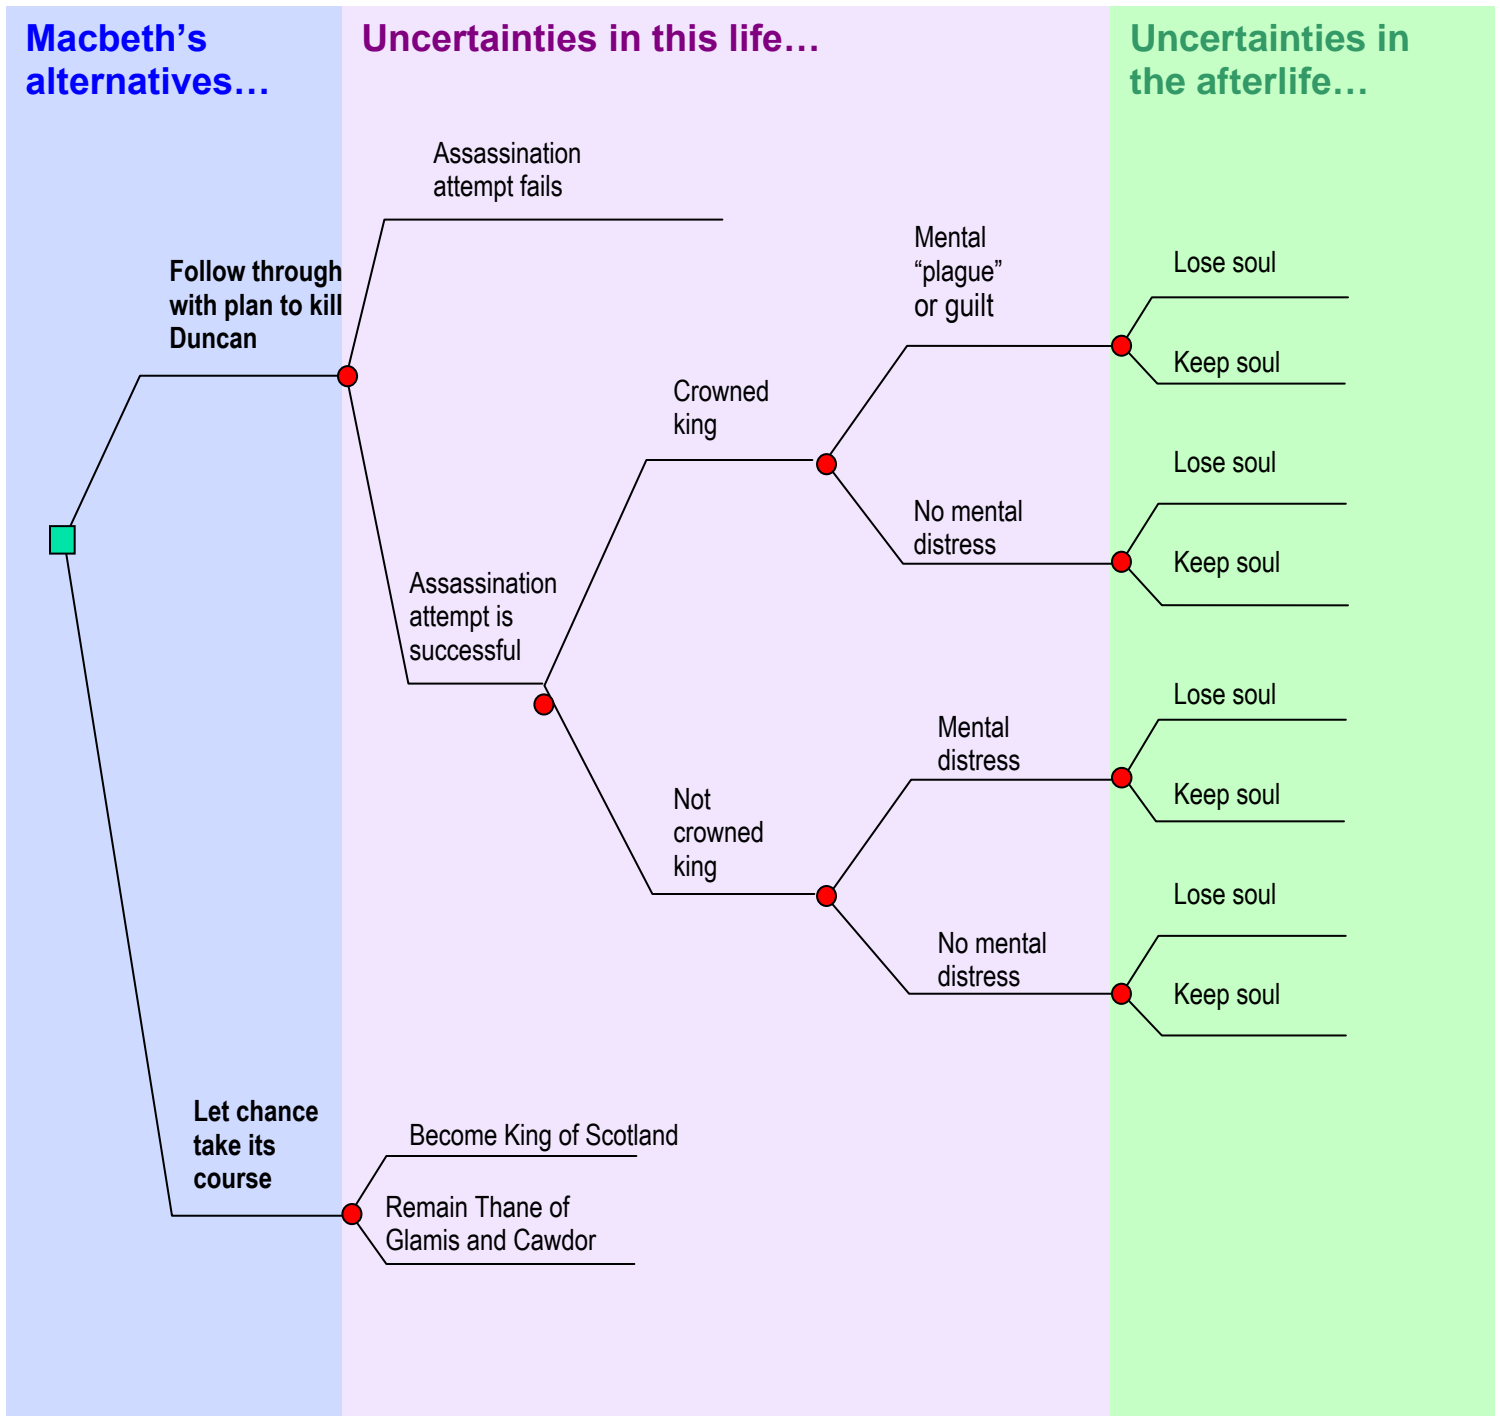 Macbeth’s
alternatives…
Uncertainties in this life…
Uncertainties in
the afterlife…
Assassination
attempt fails
Follow through
with plan to kill
Duncan
Mental
“plague”
or guilt
Lose soul
Keep soul
Crowned
king
Lose soul
No mental
distress
Keep soul
Assassination
attempt is
successful
Lose soul
Mental
distress
Keep soul
Not
crowned
king
Lose soul
No mental
distress
Keep soul
Let chance
take its
course
Become King of Scotland
Remain Thane of
Glamis and Cawdor